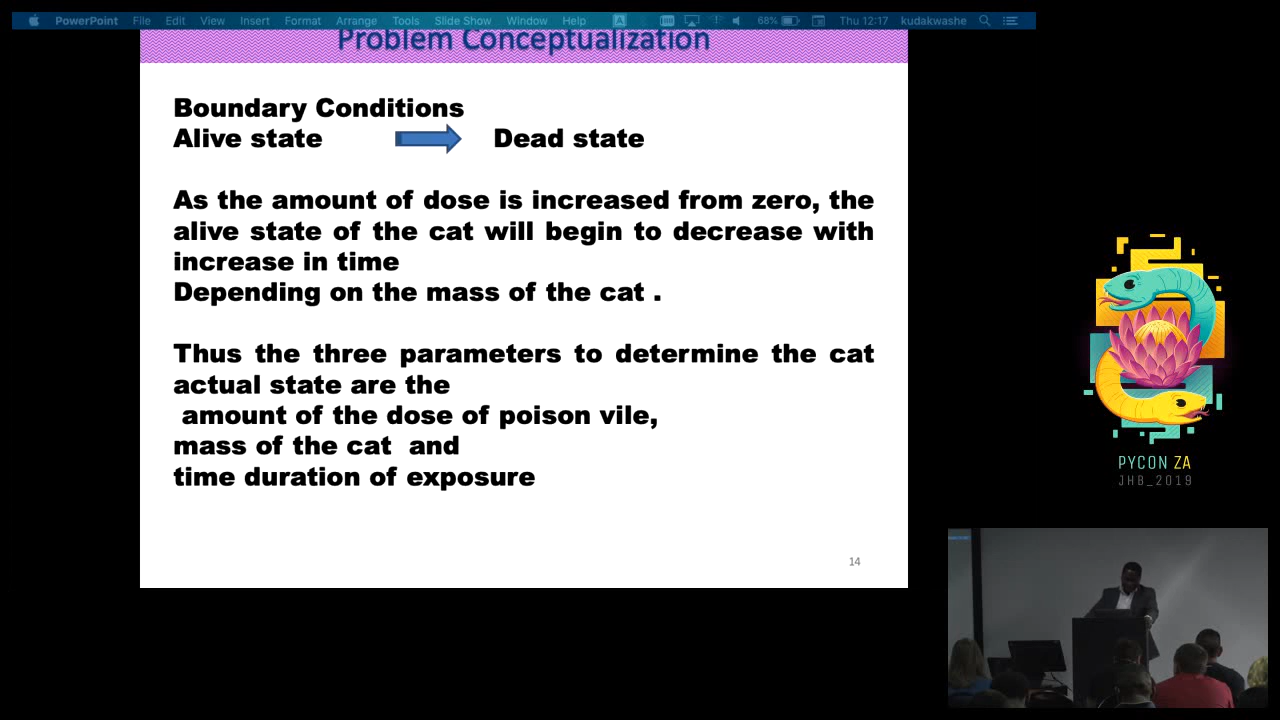 PowerPoint File Edit View Insert Format Arrange Tools Slide Show Window Help A 68% Thu 12:17 kudakwashe
Problem Conceptualization
Boundary Conditions
Alive state Dead state
As the amount of dose is increased from zero, the
alive state of the cat will begin to decrease with
increase in time
Depending on the mass of the cat .
Thus the three parameters to determine the cat
actual state are the
amount of the dose of poison vile,
mass of the cat and
time duration of exposure
14
PYCON ZA
JHB_2019